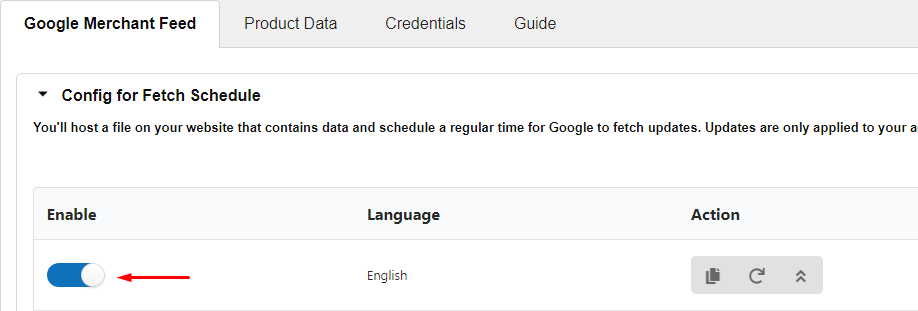 Google Merchant Feed Product Data Credentials Guide
Config for Fetch Schedule
You'll host a file on your website that contains data and schedule a regular time for Google to fetch updates. Updates are only applied to your a
Enable Language Action
English